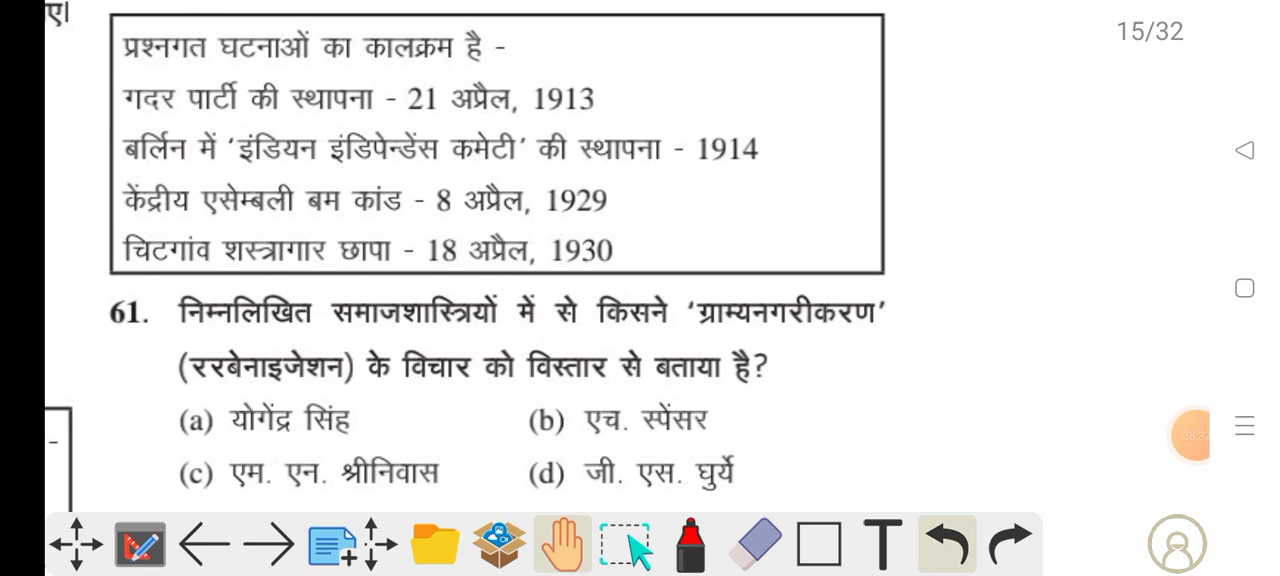 ए।
15/32
प्रश्नगत घटनाओं का कालक्रम है -
गदर पार्टी की स्थापना - 21 अप्रैल, 1913
बर्लिन में ‘इंडियन इंडिपेन्डेंस कमेटी’ की स्थापना - 1914
केंद्रीय एसेम्बली बम कांड - 8 अप्रैल, 1929
चिटगांव शस्त्रागार छापा - 18 अप्रैल, 1930
61. निम्नलिखित समाजशास्त्रियों में से किसने ‘ग्राम्यनगरीकरण’
(ररबेनाइजेशन) के विचार को विस्तार से बताया है?
(a) योगेंद्र सिंह (b) एच. स्पेंसर
(c) एम. एन. श्रीनिवास (d) जी. एस. घुर्ये
-
T